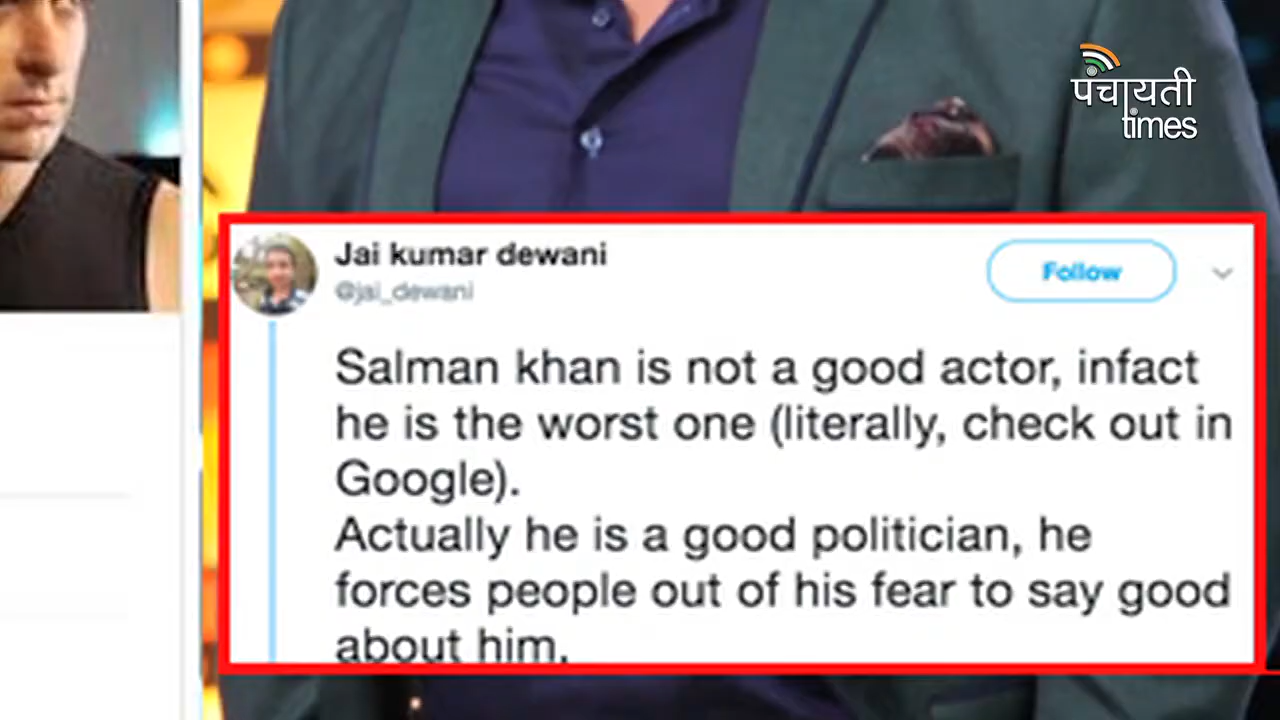 पंचायती
times
Jai kumar dewani
@jai_dewani
Follow
Salman khan is not a good actor, infact
he is the worst one (literally, check out in
Google).
Actually he is a good politician, he
forces people out of his fear to say good
about him.